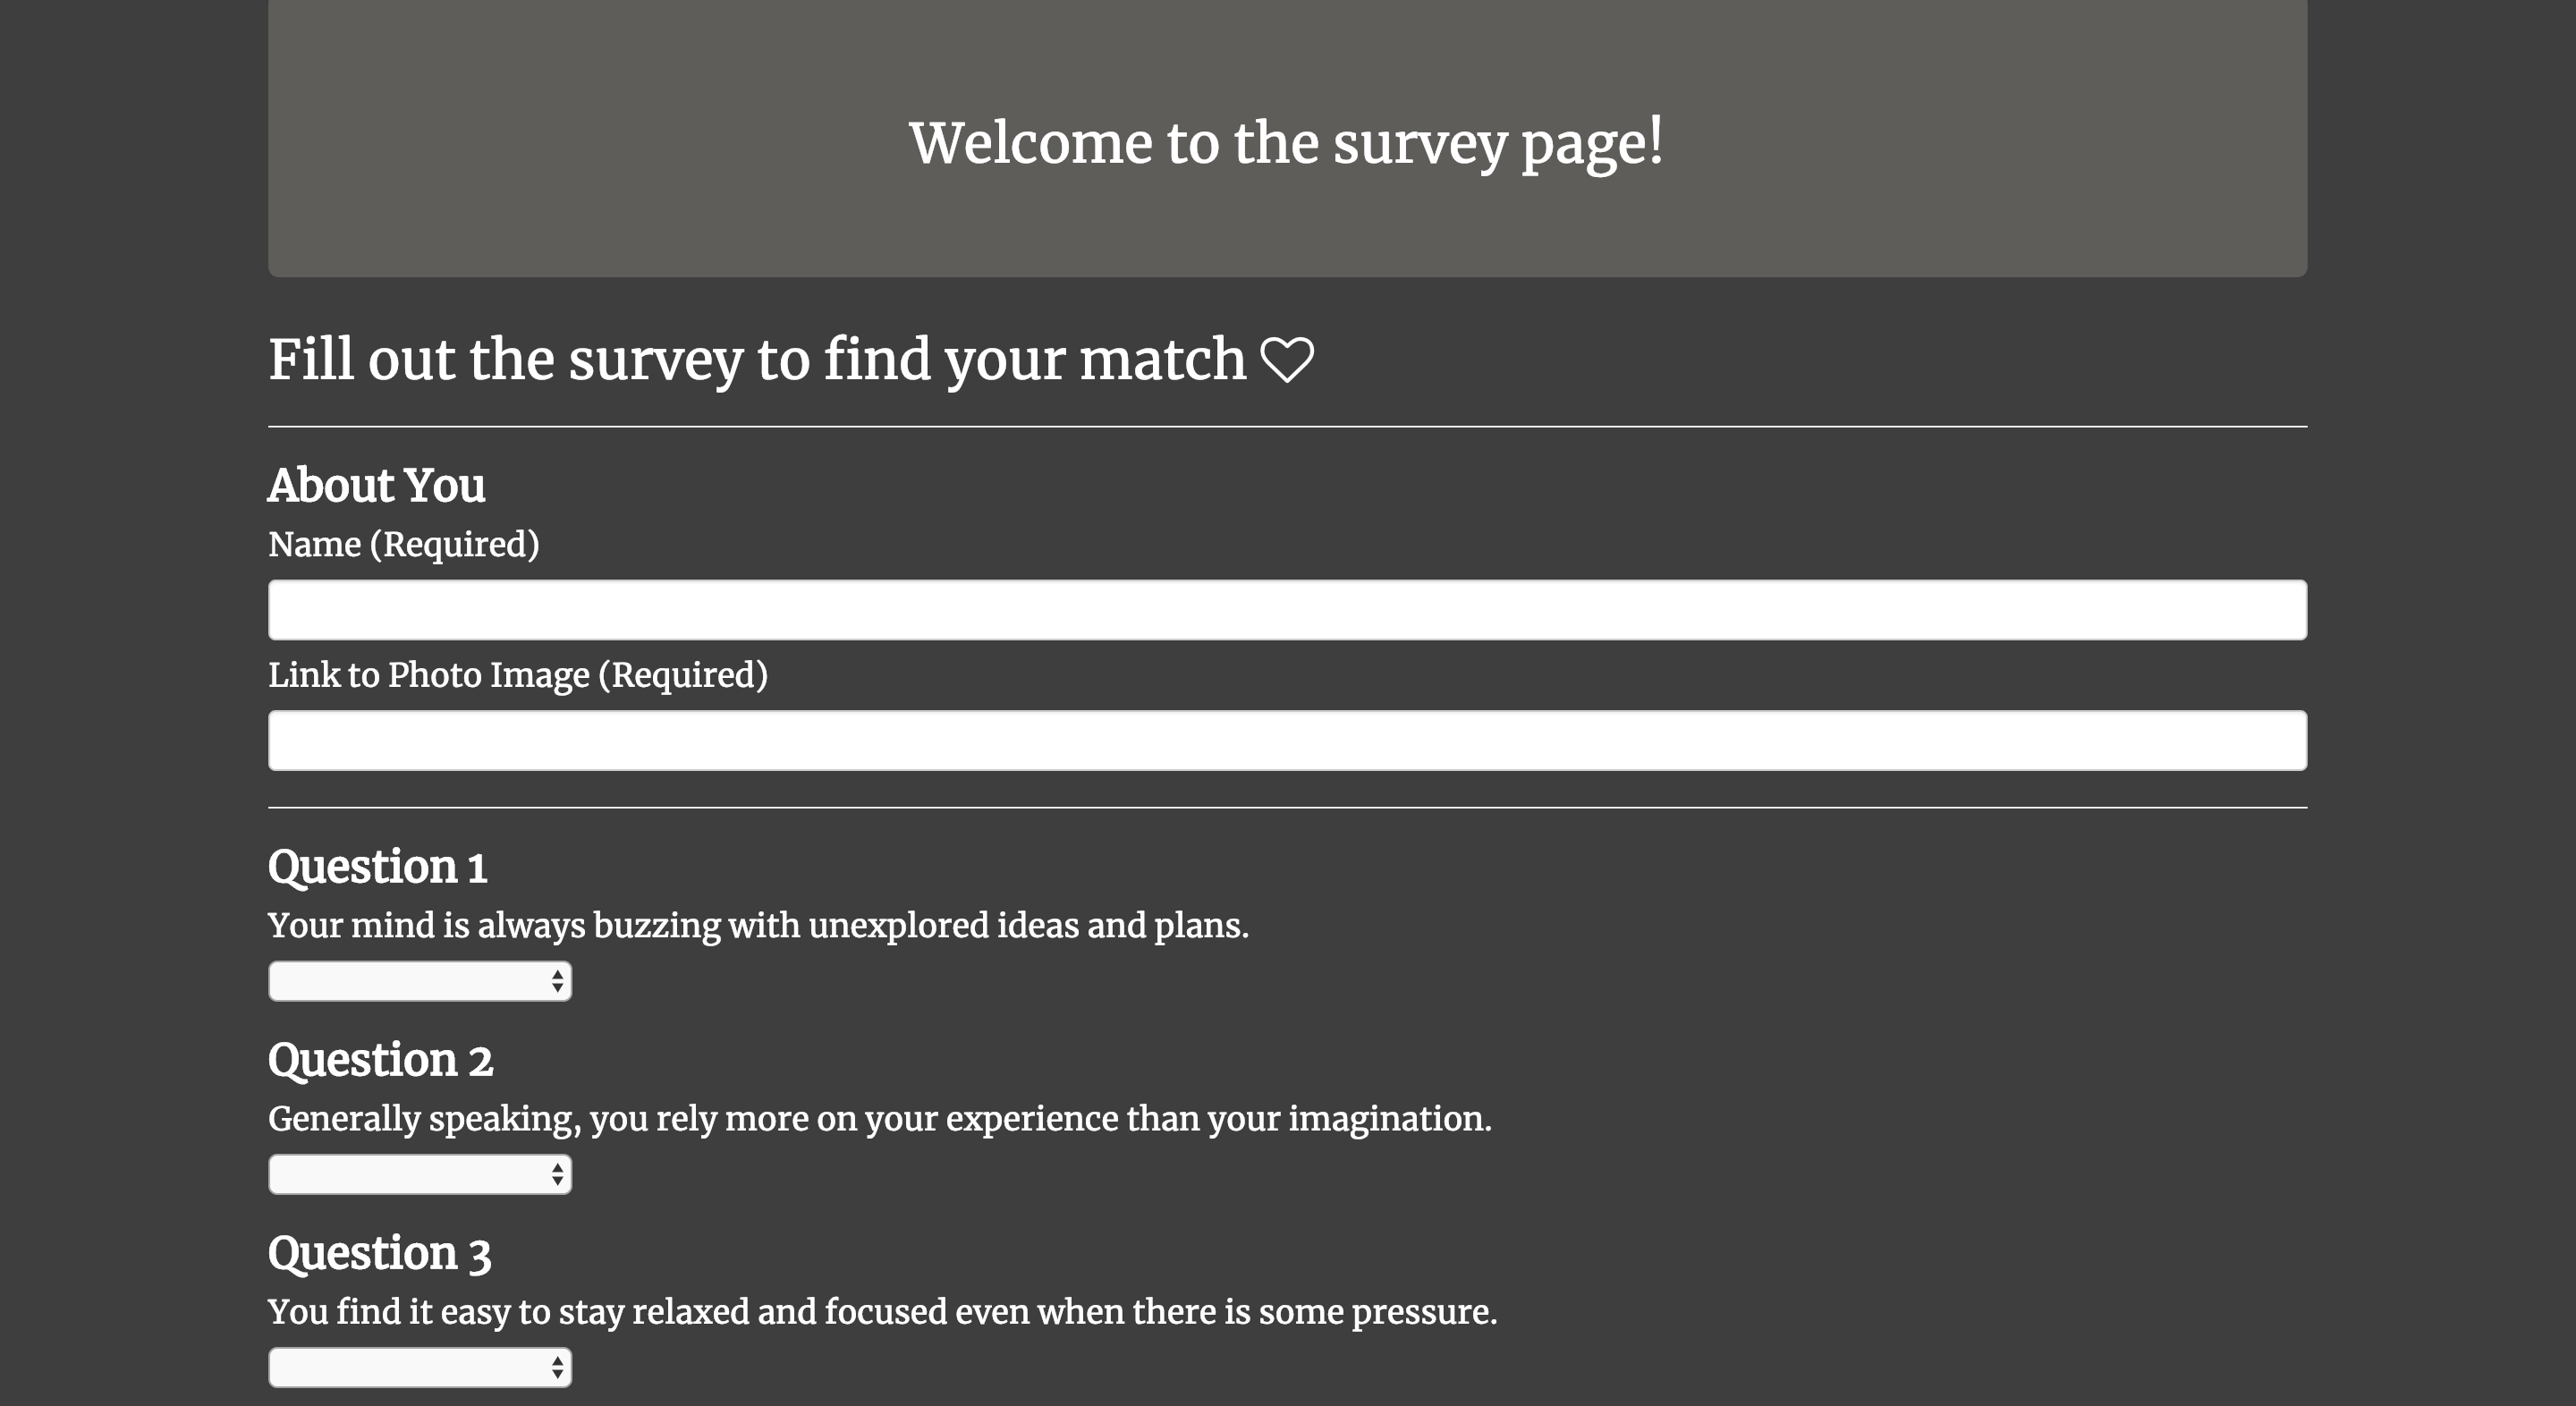 Welcome to the survey page!
Fill out the survey to find your match
About You
Name (Required)
Link to Photo Image (Required)
Question 1
Your mind is always buzzing with unexplored ideas and plans.
Question 2
Generally speaking, you rely more on your experience than your imagination.
Question 3
You find it easy to stay relaxed and focused even when there is some pressure.